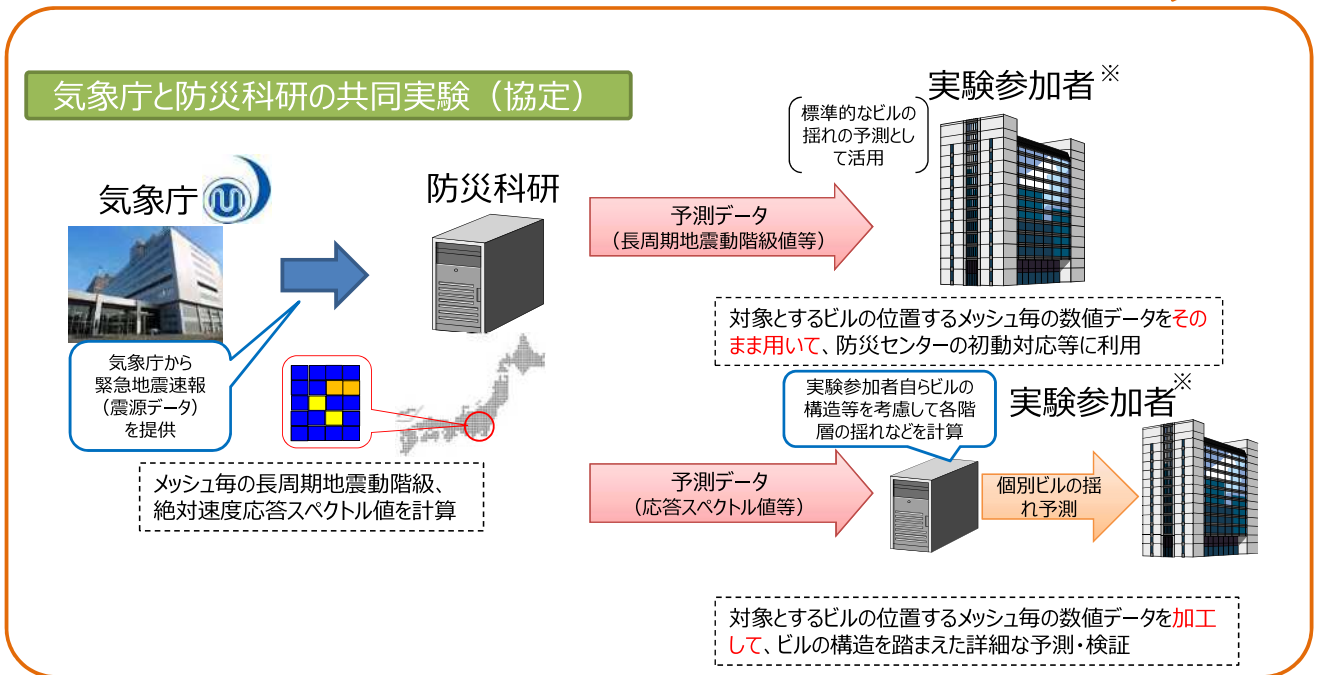 気象庁と防災科研の共同実験（協定）
気象庁
防災科研
気象庁から
緊急地震速報
（震源データ）
を提供
メッシュ毎の長周期地震動階級、
絶対速度応答スペクトル値を計算
予測データ
（長周期地震動階級値等）
標準的なビルの
揺れの予測とし
て活用
実験参加者※
対象とするビルの位置するメッシュ毎の数値データをその
まま用いて、防災センターの初動対応等に利用
予測データ
（応答スペクトル値等）
実験参加者自らビルの
構造等を考慮して各階
層の揺れなどを計算
個別ビルの揺
れ予測
実験参加者※
対象とするビルの位置するメッシュ毎の数値データを加工
して、ビルの構造を踏まえた詳細な予測・検証